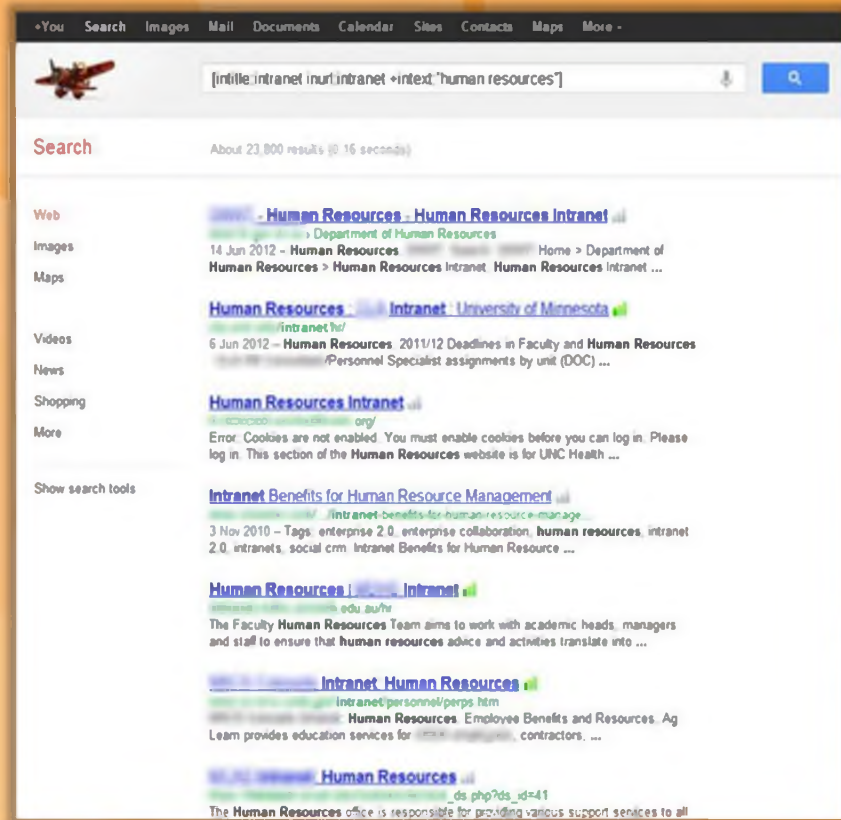 +You Search Images Mail Documents Calendar Sites Contacts Maps More -
[intitle:intranet inurl:intranet +intext:"human resources"]
Search
About 23,800 results (0.16 seconds)
Web
Images
Maps
Videos
News
Shopping
More
Show search tools
- Human Resources - Human Resources Intranet
› Department of Human Resources
14 Jun 2012 – Human Resources. Home > Department of
Human Resources > Human Resources Intranet. Human Resources Intranet ...
Human Resources : Intranet : University of Minnesota
/intranet/hr/
6 Jun 2012 – Human Resources. 2011/12 Deadlines in Faculty and Human Resources
/Personnel Specialist assignments by unit (DOC) ...
Human Resources Intranet
org/
Error. Cookies are not enabled. You must enable cookies before you can log in. Please
log in. This section of the Human Resources website is for UNC Health ...
Intranet Benefits for Human Resource Management
/intranet-benefits-for-human-resource-manage...
3 Nov 2010 – Tags: enterprise 2.0, enterprise collaboration, human resources, intranet
2.0, intranets, social crm. Intranet Benefits for Human Resource ...
Human Resources | Intranet
edu.au/hr
The Faculty Human Resources Team aims to work with academic heads, managers
and staff to ensure that human resources advice and activities translate into ...
Intranet Human Resources
intranet/personnel/perps.htm
Human Resources. Employee Benefits and Resources. Ag
Learn provides education services for , contractors, ...
Human Resources
_ds.php?ds_id=41
The Human Resources office is responsible for providing various support services to all